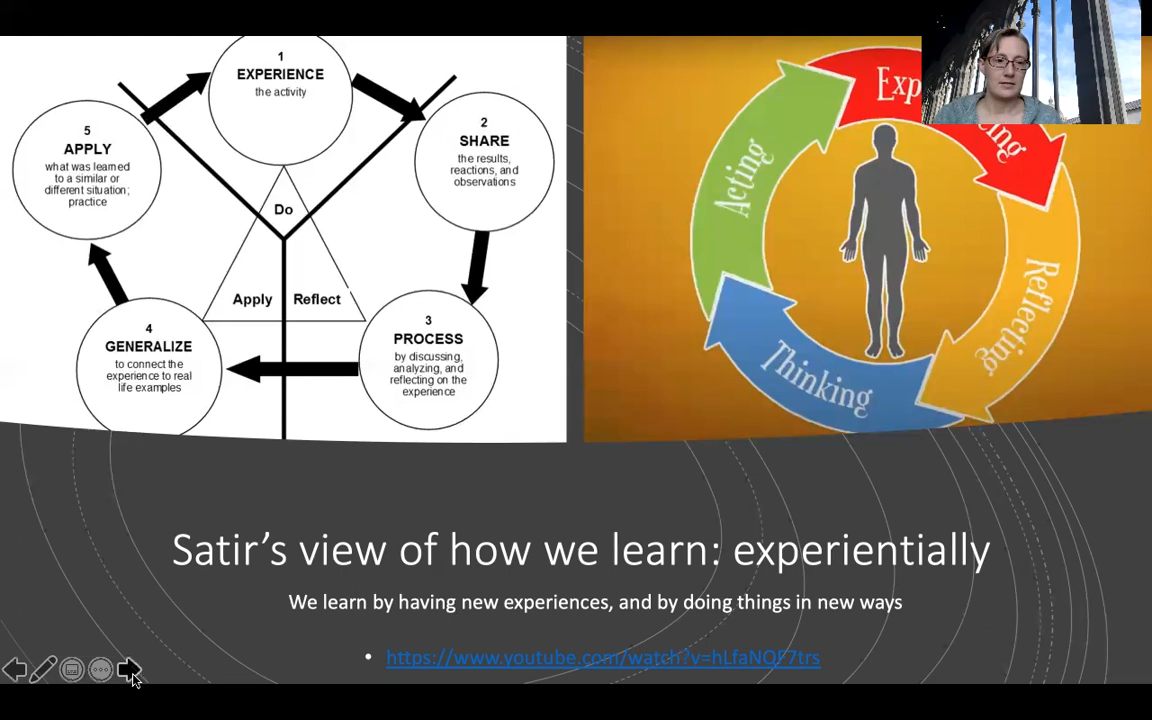 1
EXPERIENCE
the activity
2
SHARE
the results,
reactions, and
observations
3
PROCESS
by discussing,
analyzing, and
reflecting on the
experience
4
GENERALIZE
to connect the
experience to real
life examples
5
APPLY
what was learned
to a similar or
different situation;
practice
Do
Apply
Reflect
Exp
cing
Reflecting
Thinking
Acting
Satir's view of how we learn: experientially
We learn by having new experiences, and by doing things in new ways
• https://www.youtube.com/watch?v=hLfaNQF7trs